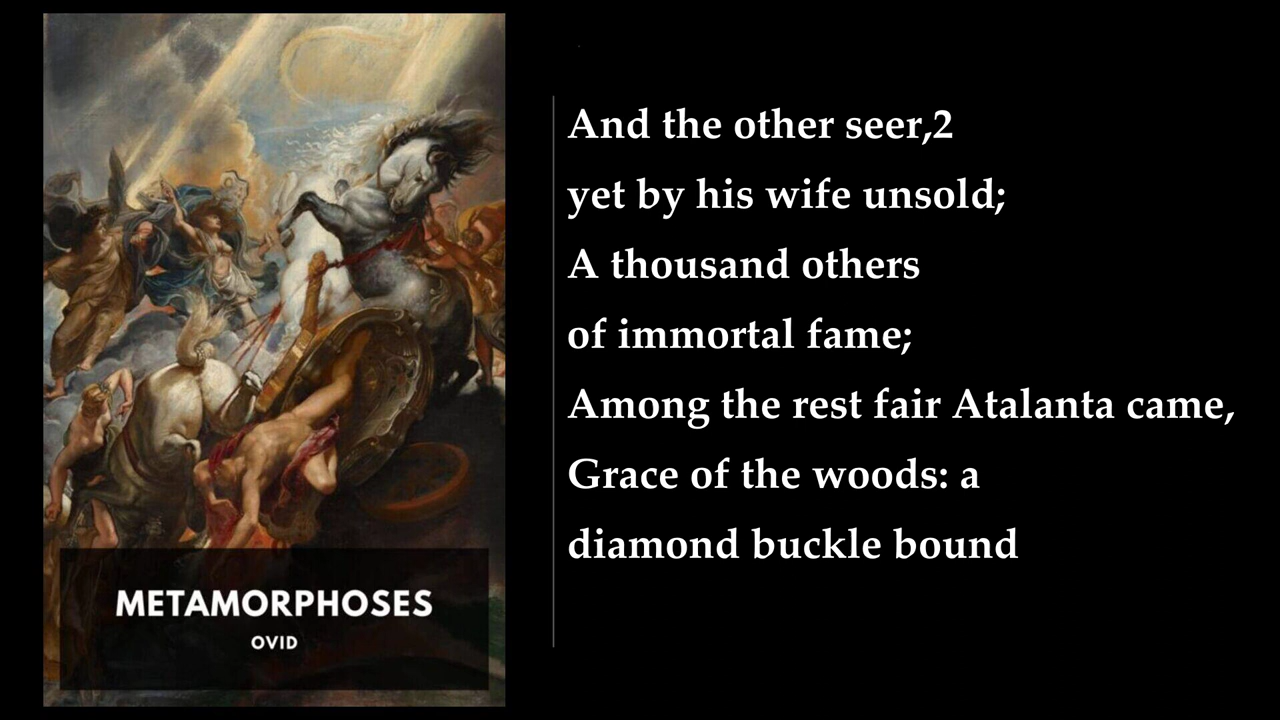 METAMORPHOSES
OVID
And the other seer,2
yet by his wife unsold;
A thousand others
of immortal fame;
Among the rest fair Atalanta came,
Grace of the woods: a
diamond buckle bound